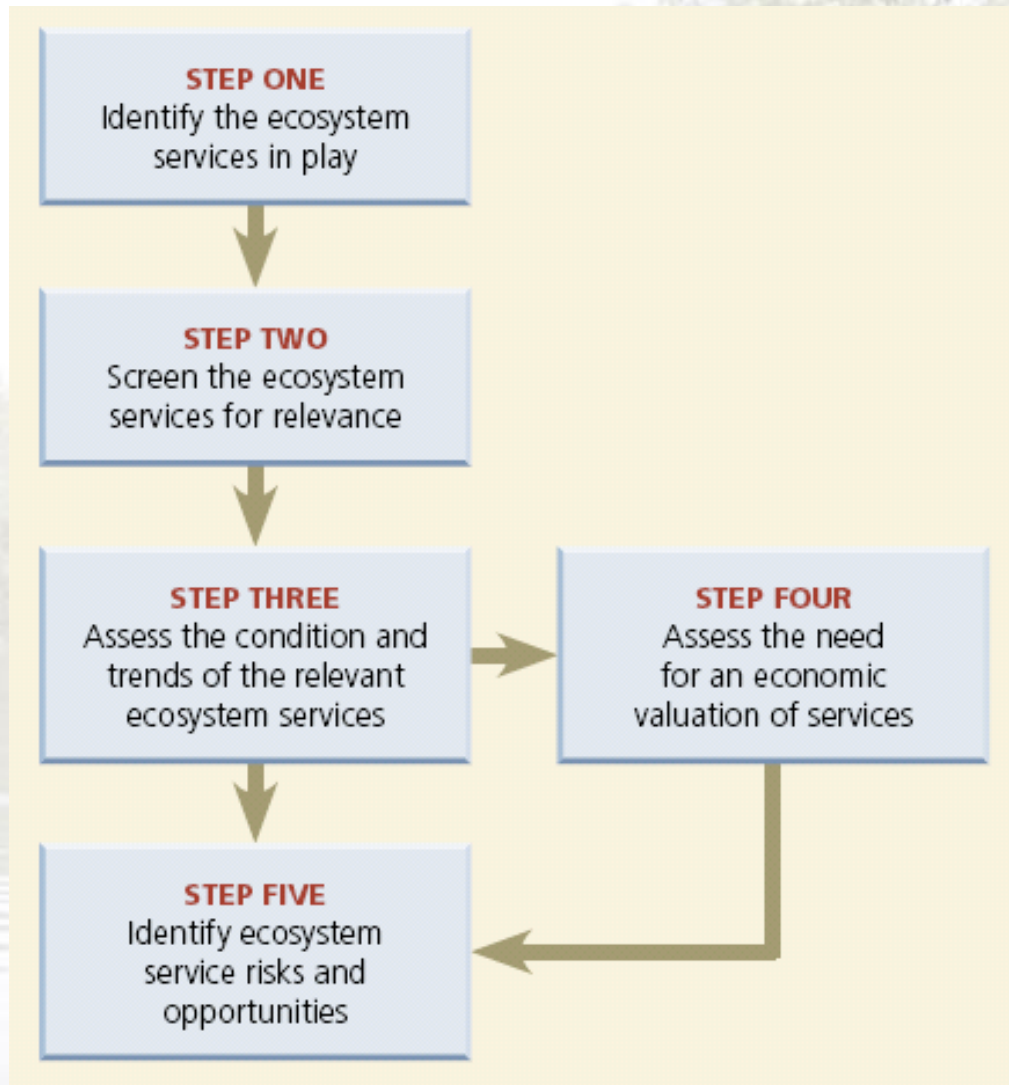 STEP ONE
Identify the ecosystem
services in play
STEP TWO
Screen the ecosystem
services for relevance
STEP THREE
Assess the condition and
trends of the relevant
ecosystem services
STEP FOUR
Assess the need
for an economic
valuation of services
STEP FIVE
Identify ecosystem
service risks and
opportunities